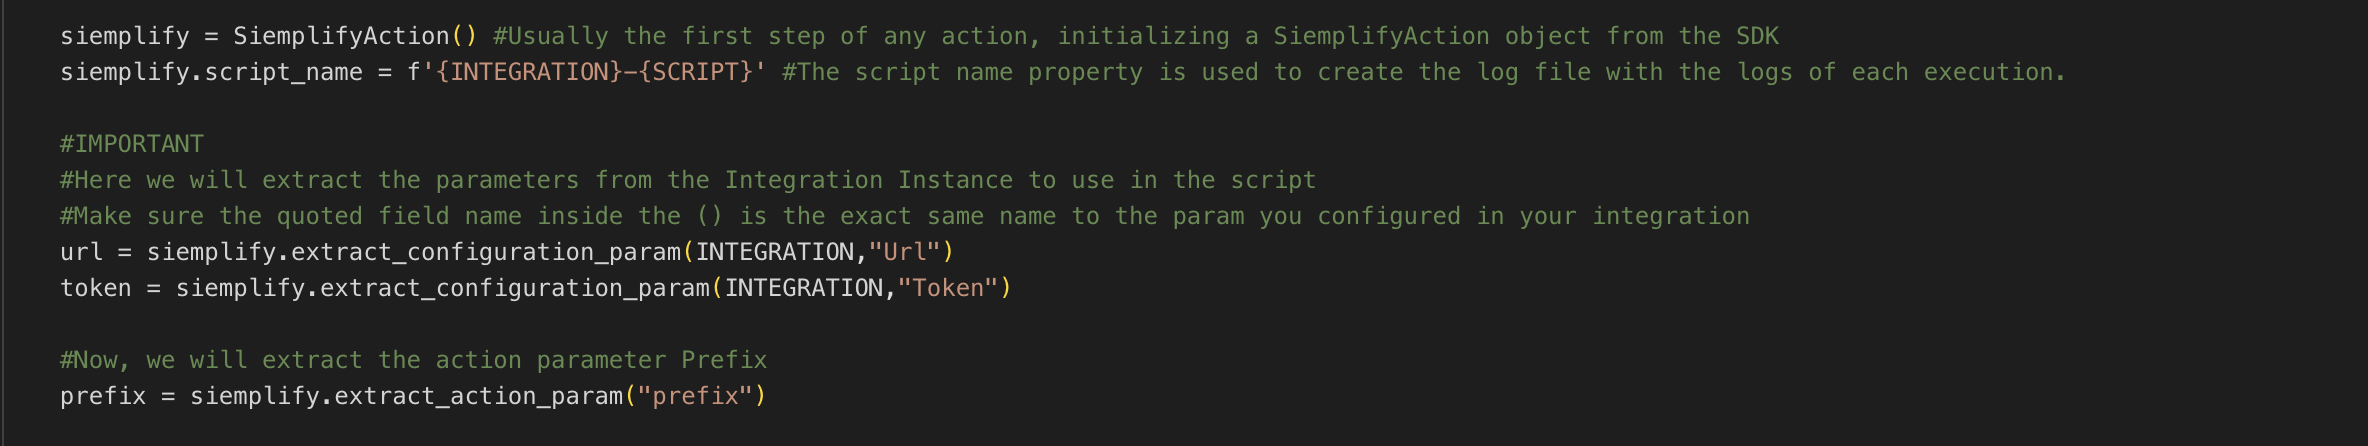 siemplify = SiemplifyAction() #Usually the first step of any action, initializing a SiemplifyAction object from the SDK
siemplify.script_name = f'{INTEGRATION}-{SCRIPT}' #The script name property is used to create the log file with the logs of each execution.
#IMPORTANT
#Here we will extract the parameters from the Integration Instance to use in the script
#Make sure the quoted field name inside the () is the exact same name to the param you configured in your integration
url = siemplify.extract_configuration_param(INTEGRATION,"Url")
token = siemplify.extract_configuration_param(INTEGRATION,"Token")
#Now, we will extract the action parameter Prefix
prefix = siemplify.extract_action_param("prefix")